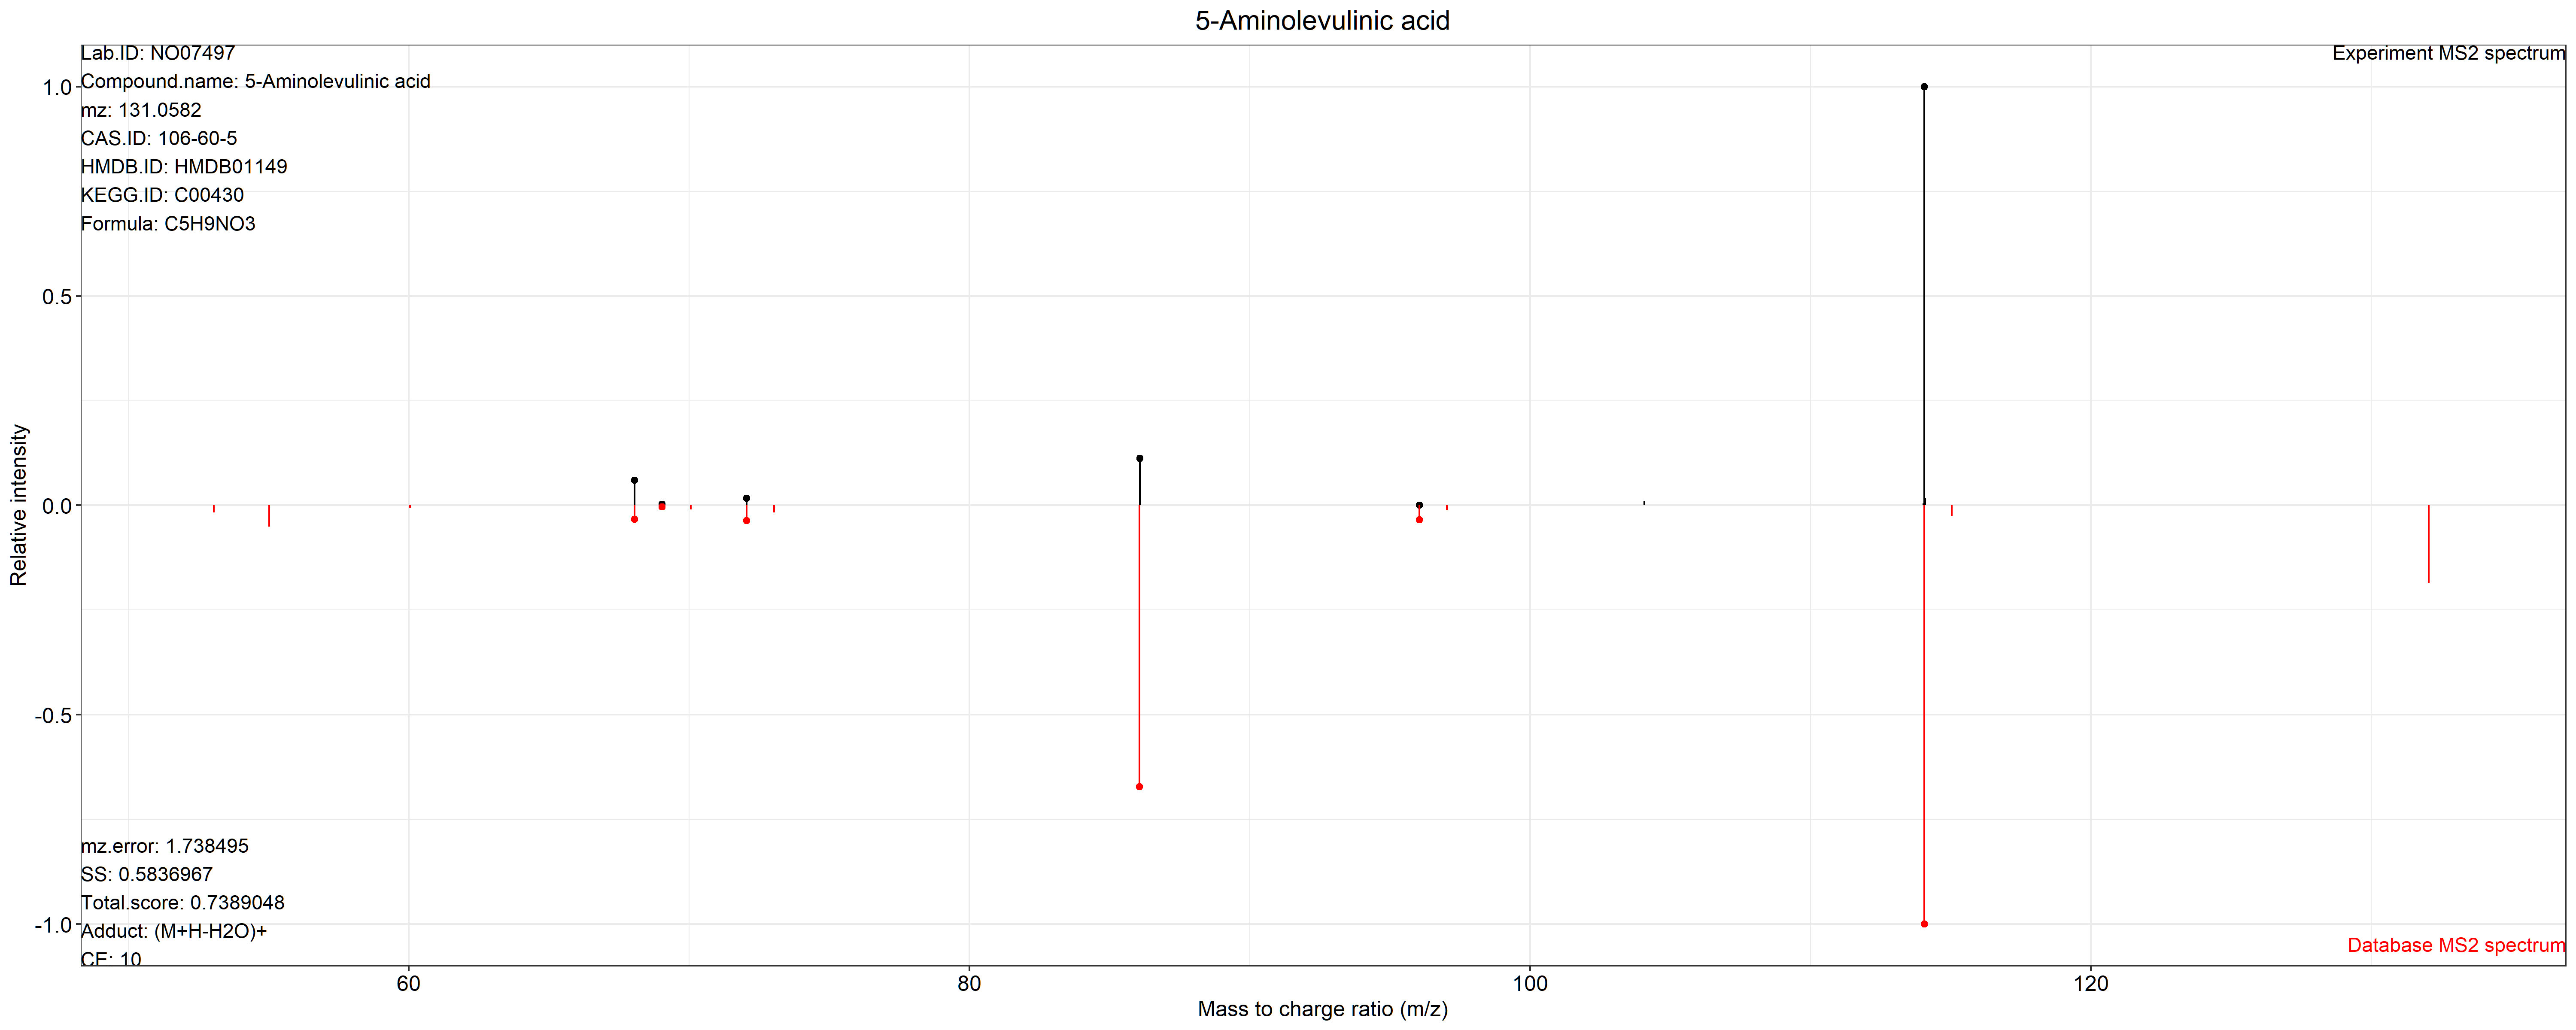 5-Aminolevulinic acid
Lab.ID: NO07497
Compound.name: 5-Aminolevulinic acid
mz: 131.0582
CAS.ID: 106-60-5
HMDB.ID: HMDB01149
KEGG.ID: C00430
Formula: C5H9NO3
Experiment MS2 spectrum
1.0
0.5
0.0
-0.5
-1.0
Relative intensity
mz.error: 1.738495
SS: 0.5836967
Total.score: 0.7389048
Adduct: (M+H-H2O)+
CE: 10
Database MS2 spectrum
60
80
100
120
Mass to charge ratio (m/z)